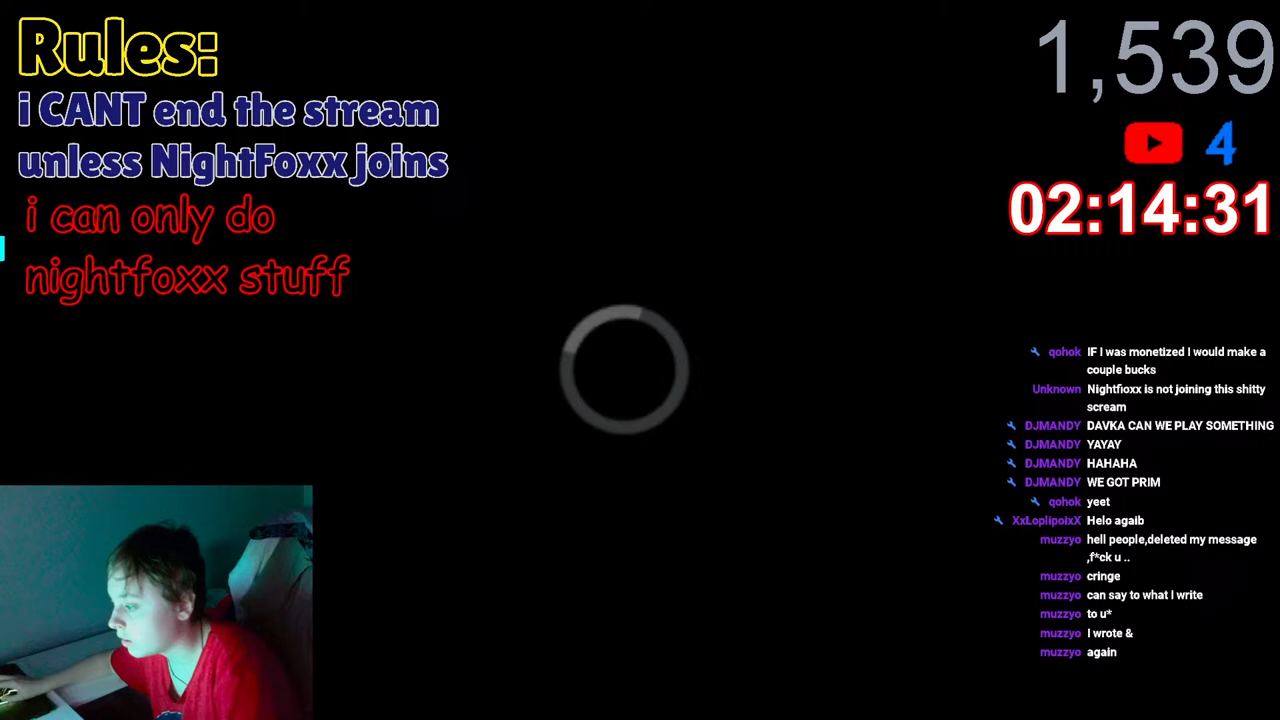 Rules:
i CANT end the stream
unless NightFoxx joins
i can only do
nightfoxx stuff
1,539
4
02:14:31
qohok IF I was monetized I would make a
couple bucks
Unknown Nightfioxx is not joining this shitty
scream
DJMANDY DAVKA CAN WE PLAY SOMETHING
DJMANDY YAYAY
DJMANDY HAHAHA
DJMANDY WE GOT PRIM
qohok yeet
XxLoplipoixX Helo agaib
muzzyo hell people,deleted my message
,f*ck u ..
muzzyo cringe
muzzyo can say to what I write
muzzyo to u*
muzzyo I wrote &
muzzyo again